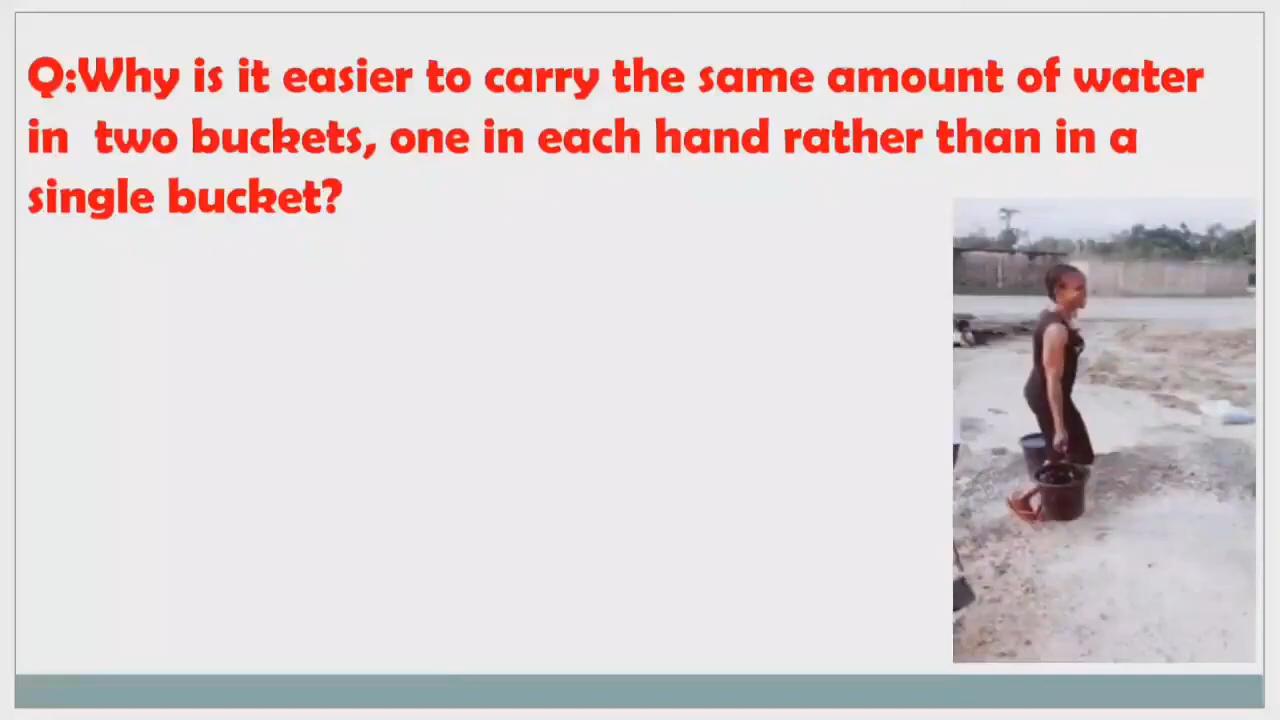 Q:Why is it easier to carry the same amount of water
in two buckets, one in each hand rather than in a
single bucket?